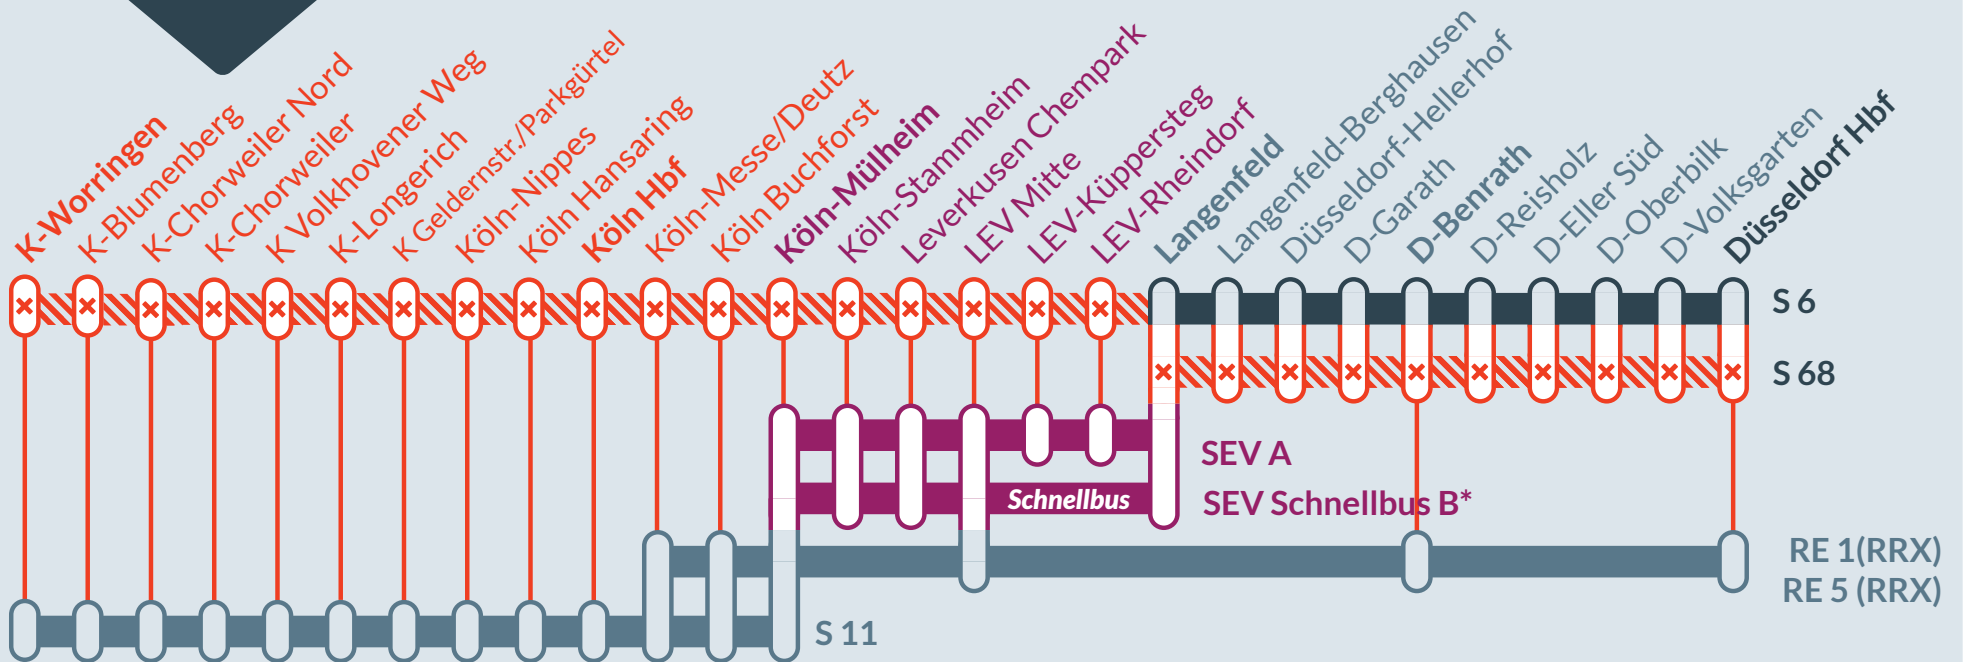 K-Worringen
K-Blumenberg
K-Chorweiler Nord
K-Chorweiler
K Volkhovener Weg
K-Longerich
K Geldernstr./Parkgürtel
Köln-Nippes
Köln Hansaring
Köln Hbf
Köln-Messe/Deutz
Köln Buchforst
Köln-Mülheim
Köln-Stammheim
Leverkusen Chempark
LEV Mitte
LEV-Küppersteg
LEV-Rheindorf
Langenfeld
Langenfeld-Berghausen
Düsseldorf-Hellerhof
D-Garath
D-Benrath
D-Reisholz
D-Eller Süd
D-Oberbilk
D-Volksgarten
Düsseldorf Hbf
S 6
S 68
SEV A
Schnellbus
SEV Schnellbus B*
RE 1(RRX)
RE 5 (RRX)
S 11